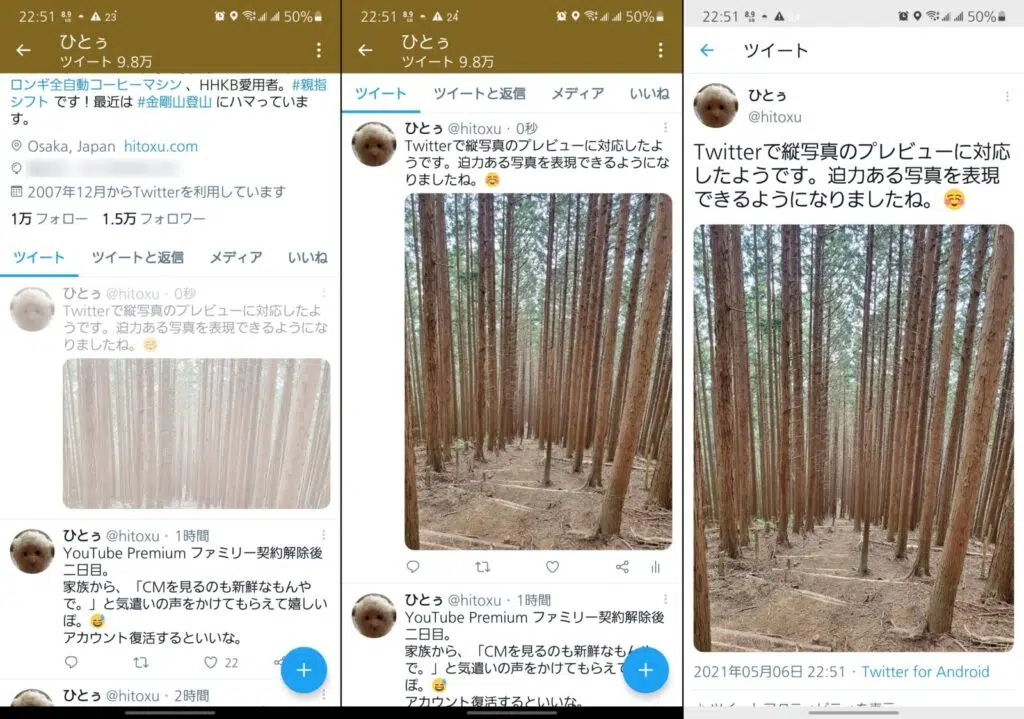 22:51 8.9 KB/s 23 50%
ひとぅ
ツイート 9.8万
ロンギ全自動コーヒーマシン 、HHKB愛用者。#親指
シフト です！最近は #金剛山登山 にハマっていま
す。
Osaka, Japan hitoxu.com
2007年12月からTwitterを利用しています
1万 フォロー 1.5万 フォロワー
ツイート ツイートと返信 メディア いいね
ひとぅ @hitoxu · 0秒
Twitterで縦写真のプレビューに対応したよ
うです。迫力ある写真を表現できるようにな
りましたね。🥰
ひとぅ @hitoxu · 1時間
YouTube Premium ファミリー契約解除後
二日目。
家族から、「CMを見るのも新鮮なもんや
で。」と気遣いの声をかけてもらえて嬉しい
ぽ。😅
アカウント復活するといいな。
22
ひとぅ @hitoxu · 2時間
22:51 8.9 24 50%
ひとぅ
ツイート 9.8万
ツイート ツイートと返信 メディア いいね
ひとぅ @hitoxu · 0秒
Twitterで縦写真のプレビューに対応したよ
うです。迫力ある写真を表現できるようにな
りましたね。🥰
ひとぅ @hitoxu · 1時間
YouTube Premium ファミリー契約解除後
二日目。
家族から、「CMを見るのも新鮮なもんや
で。」と気遣いの声をかけてもらえて
ぽ。😅
アカウント復活するといいな。
22:51 8.9 24 50%
ツイート
ひとぅ
@hitoxu
Twitterで縦写真のプレビューに対応
したようです。迫力ある写真を表現
できるようになりましたね。🥰
2021年05月06日 22:51 · Twitter for Android
ツイートアクティビティを表示